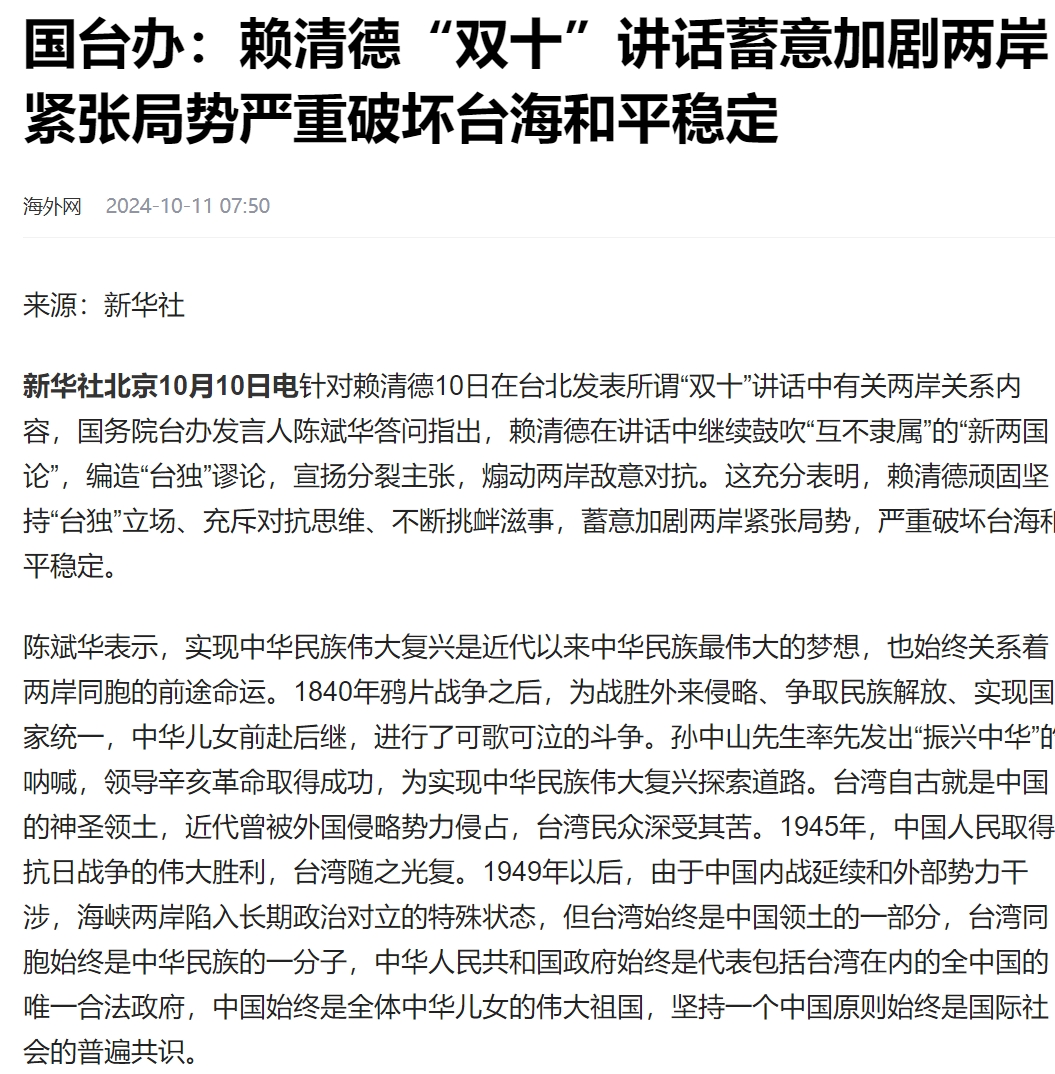 国台办：赖清德“双十”讲话蓄意加剧两岸
紧张局势严重破坏台海和平稳定
海外网 2024-10-11 07:50
来源：新华社
新华社北京10月10日电针对赖清德10日在台北发表所谓“双十”讲话中有关两岸关系内
容，国务院台办发言人陈斌华答问指出，赖清德在讲话中继续鼓吹“互不隶属”的“新两国
论”，编造“台独”谬论，宣扬分裂主张，煽动两岸敌意对抗。这充分表明，赖清德顽固坚
持“台独”立场、充斥对抗思维、不断挑衅滋事，蓄意加剧两岸紧张局势，严重破坏台海和
平稳定。
陈斌华表示，实现中华民族伟大复兴是近代以来中华民族最伟大的梦想，也始终关系着
两岸同胞的前途命运。1840年鸦片战争之后，为战胜外来侵略、争取民族解放、实现国
家统一，中华儿女前赴后继，进行了可歌可泣的斗争。孙中山先生率先发出“振兴中华”的
呐喊，领导辛亥革命取得成功，为实现中华民族伟大复兴探索道路。台湾自古就是中国
的神圣领土，近代曾被外国侵略势力侵占，台湾民众深受其苦。1945年，中国人民取得
抗日战争的伟大胜利，台湾随之光复。1949年以后，由于中国内战延续和外部势力干
涉，海峡两岸陷入长期政治对立的特殊状态，但台湾始终是中国领土的一部分，台湾同
胞始终是中华民族的一分子，中华人民共和国政府始终是代表包括台湾在内的全中国的
唯一合法政府，中国始终是全体中华儿女的伟大祖国，坚持一个中国原则始终是国际社
会的普遍共识。